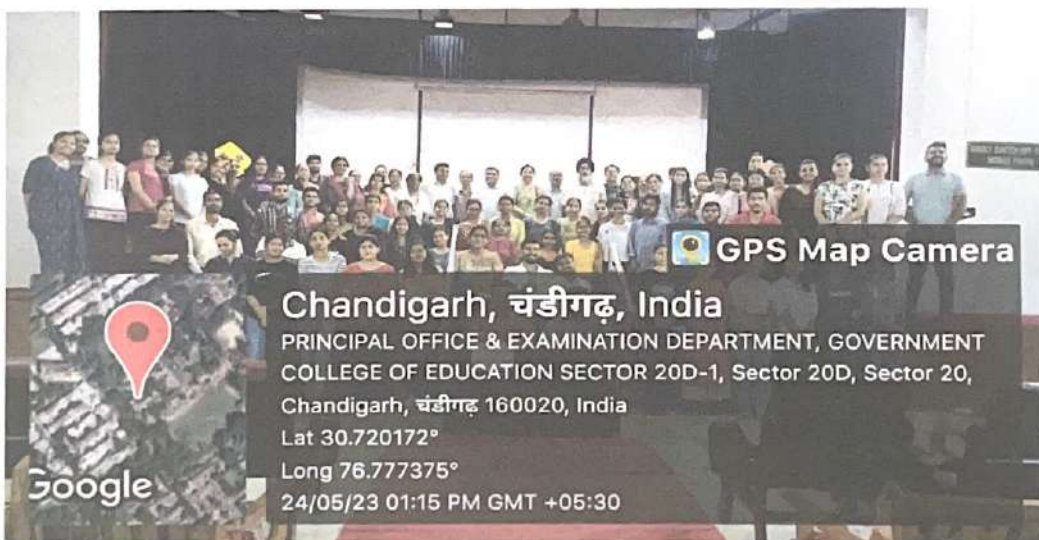 GPS Map Camera
Chandigarh, चंडीगढ़, India
PRINCIPAL OFFICE & EXAMINATION DEPARTMENT, GOVERNMENT
COLLEGE OF EDUCATION SECTOR 20D-1, Sector 20D, Sector 20,
Chandigarh, चंडीगढ़ 160020, India
Lat 30.720172°
Long 76.777375°
24/05/23 01:15 PM GMT +05:30
Google